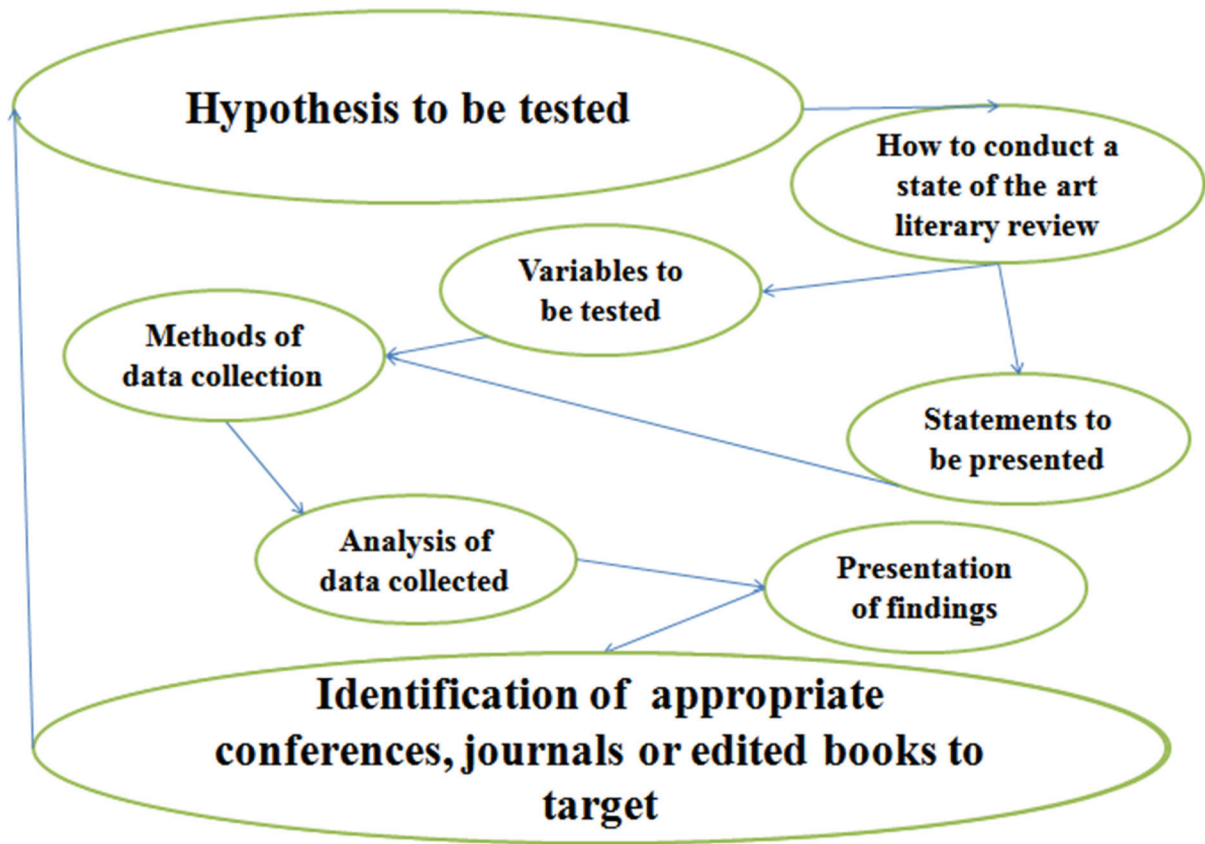 Hypothesis to be tested
How to conduct a
state of the art
literary review
Variables to
be tested
Methods of
data collection
Statements to
be presented
Analysis of
data collected
Presentation
of findings
Identification of appropriate
conferences, journals or edited books to
target